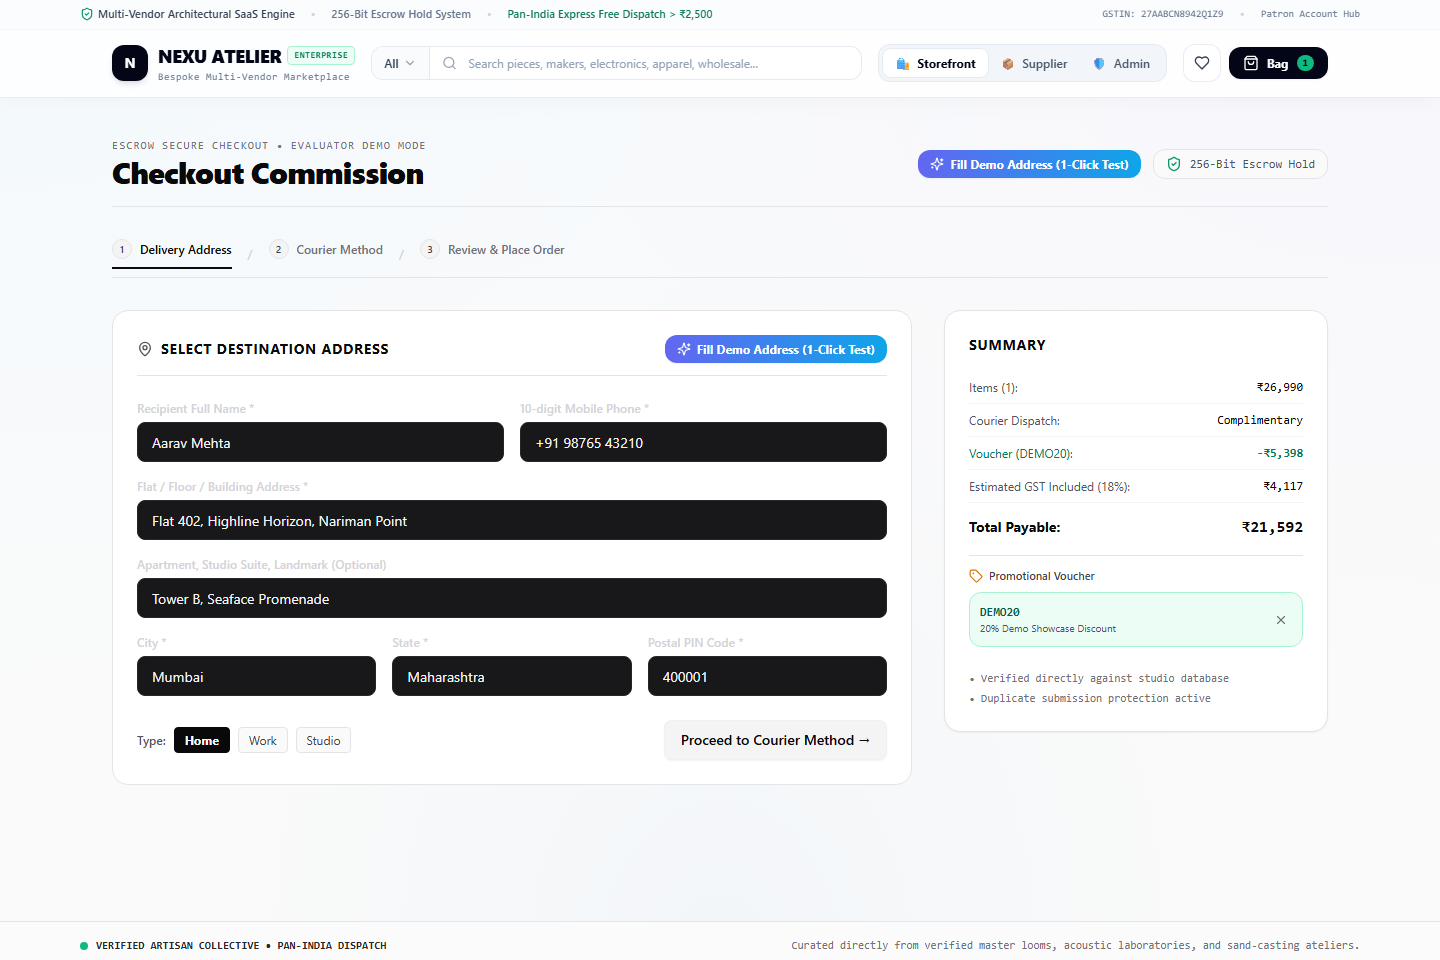 Multi-Vendor Architectural SaaS Engine • 256-Bit Escrow Hold System • Pan-India Express Free Dispatch > ₹2,500
GSTIN: 27AABCN8942Q1Z9 • Patron Account Hub
N
NEXU ATELIER ENTERPRISE
Bespoke Multi-Vendor Marketplace
All
Search pieces, makers, electronics, apparel, wholesale...
Storefront
Supplier
Admin
Bag 1
ESCROW SECURE CHECKOUT • EVALUATOR DEMO MODE
Checkout Commission
Fill Demo Address (1-Click Test)
256-Bit Escrow Hold
1 Delivery Address / 2 Courier Method / 3 Review & Place Order
SELECT DESTINATION ADDRESS
Fill Demo Address (1-Click Test)
Recipient Full Name *
Aarav Mehta
10-digit Mobile Phone *
+91 98765 43210
Flat / Floor / Building Address *
Flat 402, Highline Horizon, Nariman Point
Apartment, Studio Suite, Landmark (Optional)
Tower B, Seaface Promenade
City *
Mumbai
State *
Maharashtra
Postal PIN Code *
400001
Type: Home Work Studio
Proceed to Courier Method →
SUMMARY
Items (1): ₹26,990
Courier Dispatch: Complimentary
Voucher (DEMO20): -₹5,398
Estimated GST Included (18%): ₹4,117
Total Payable: ₹21,592
Promotional Voucher
DEMO20
20% Demo Showcase Discount
• Verified directly against studio database
• Duplicate submission protection active
VERIFIED ARTISAN COLLECTIVE • PAN-INDIA DISPATCH
Curated directly from verified master looms, acoustic laboratories, and sand-casting ateliers.